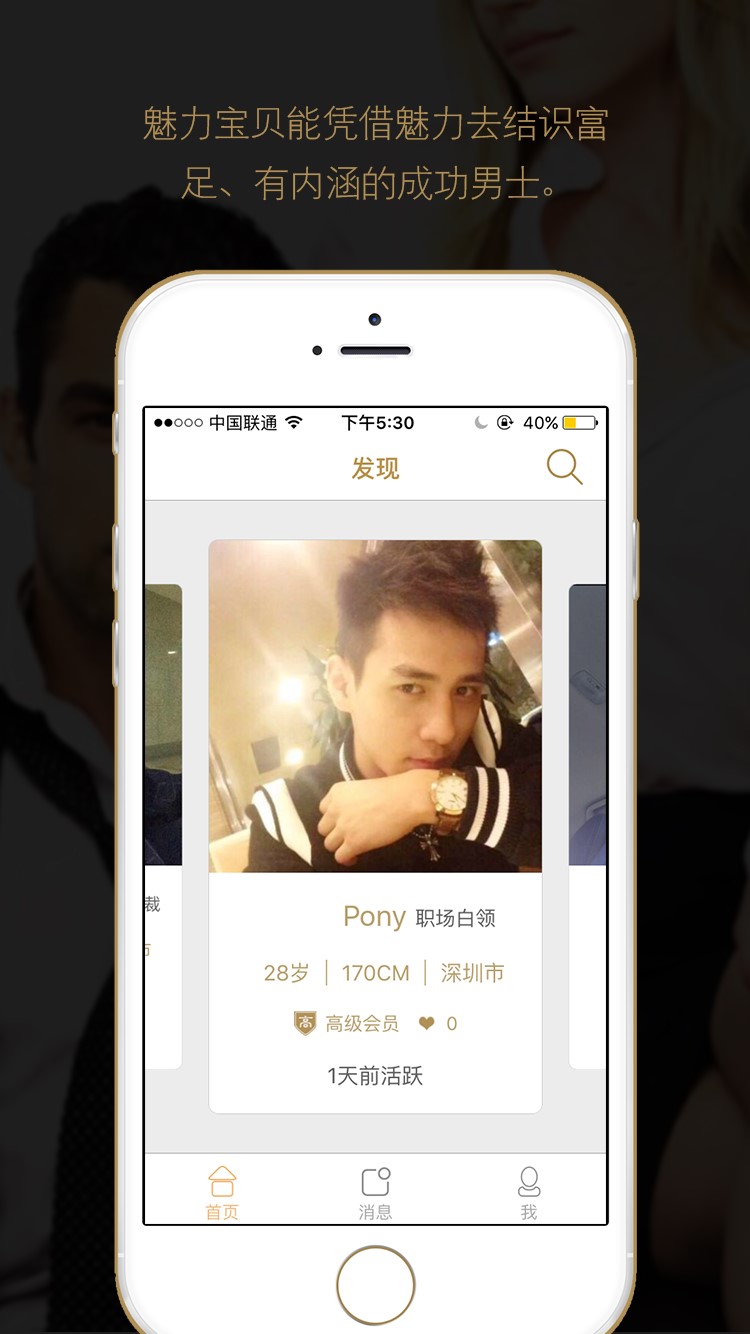 魅力宝贝能凭借魅力去结识富
足、有内涵的成功男士。
中国联通 下午5:30 40%
发现
裁
市
Pony 职场白领
28岁 | 170CM | 深圳市
高 高级会员 0
1天前活跃
首页 消息 我